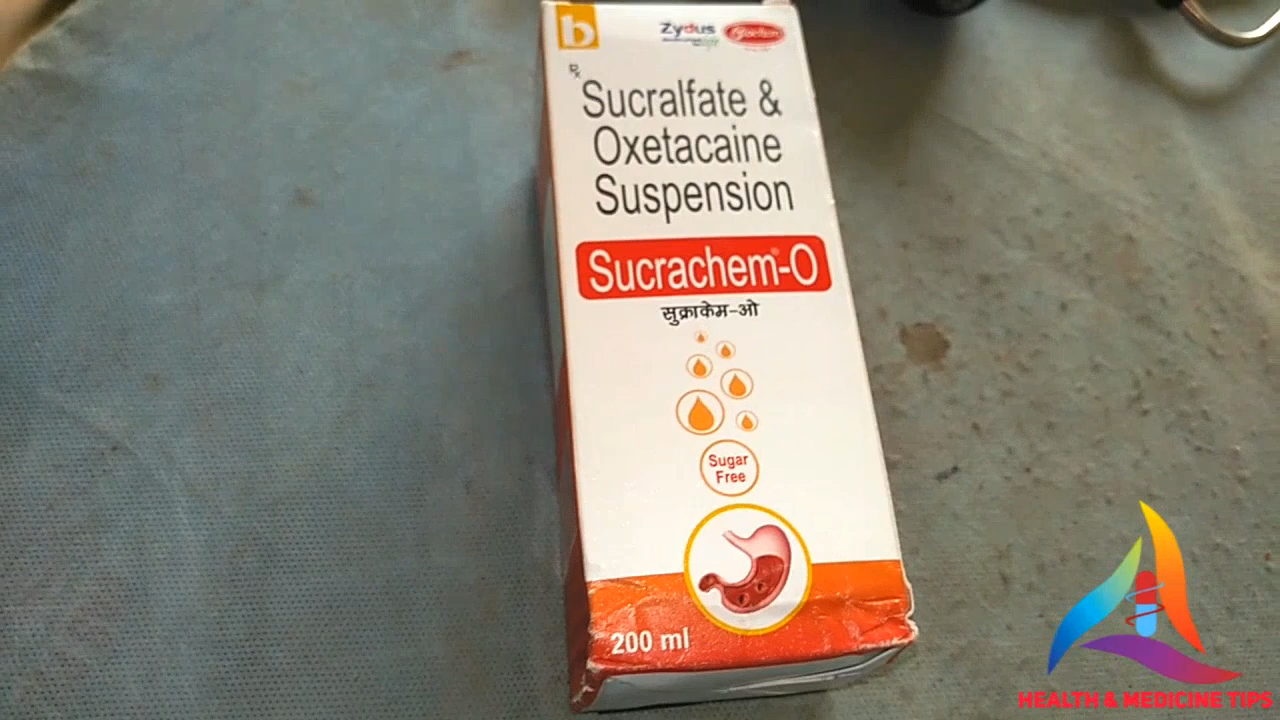 b
Zydus
Rx
Sucralfate &
Oxetacaine
Suspension
Sucrachem®-O
सुक्राकेम-ओ
Sugar
Free
200 ml
HEALTH & MEDICINE TIPS